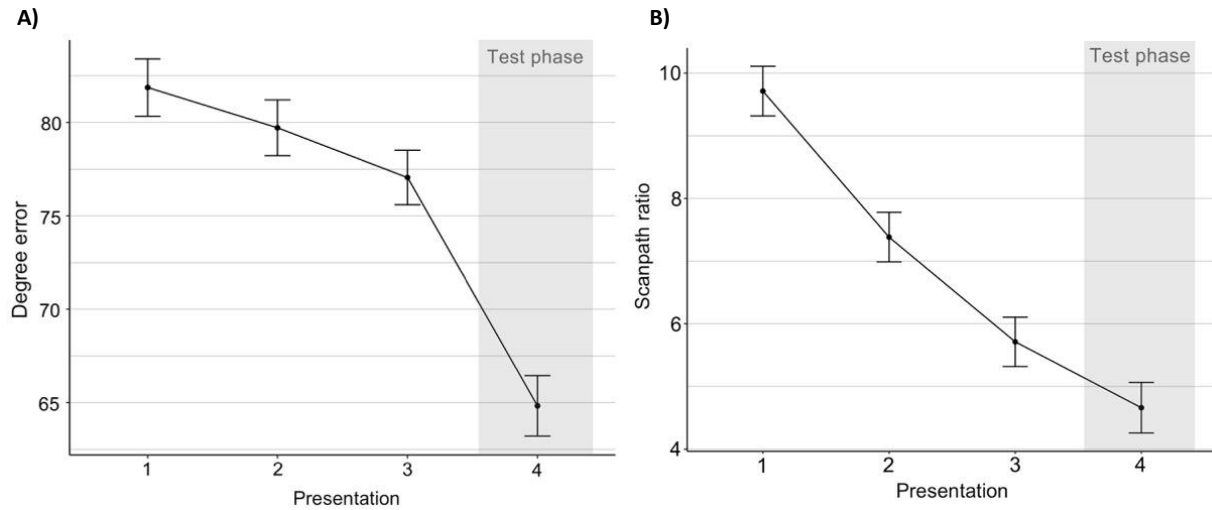 A)
Test phase
Degree error
80
75
70
65
1 2 3 4
Presentation
B)
Test phase
Scanpath ratio
10
8
6
4
1 2 3 4
Presentation